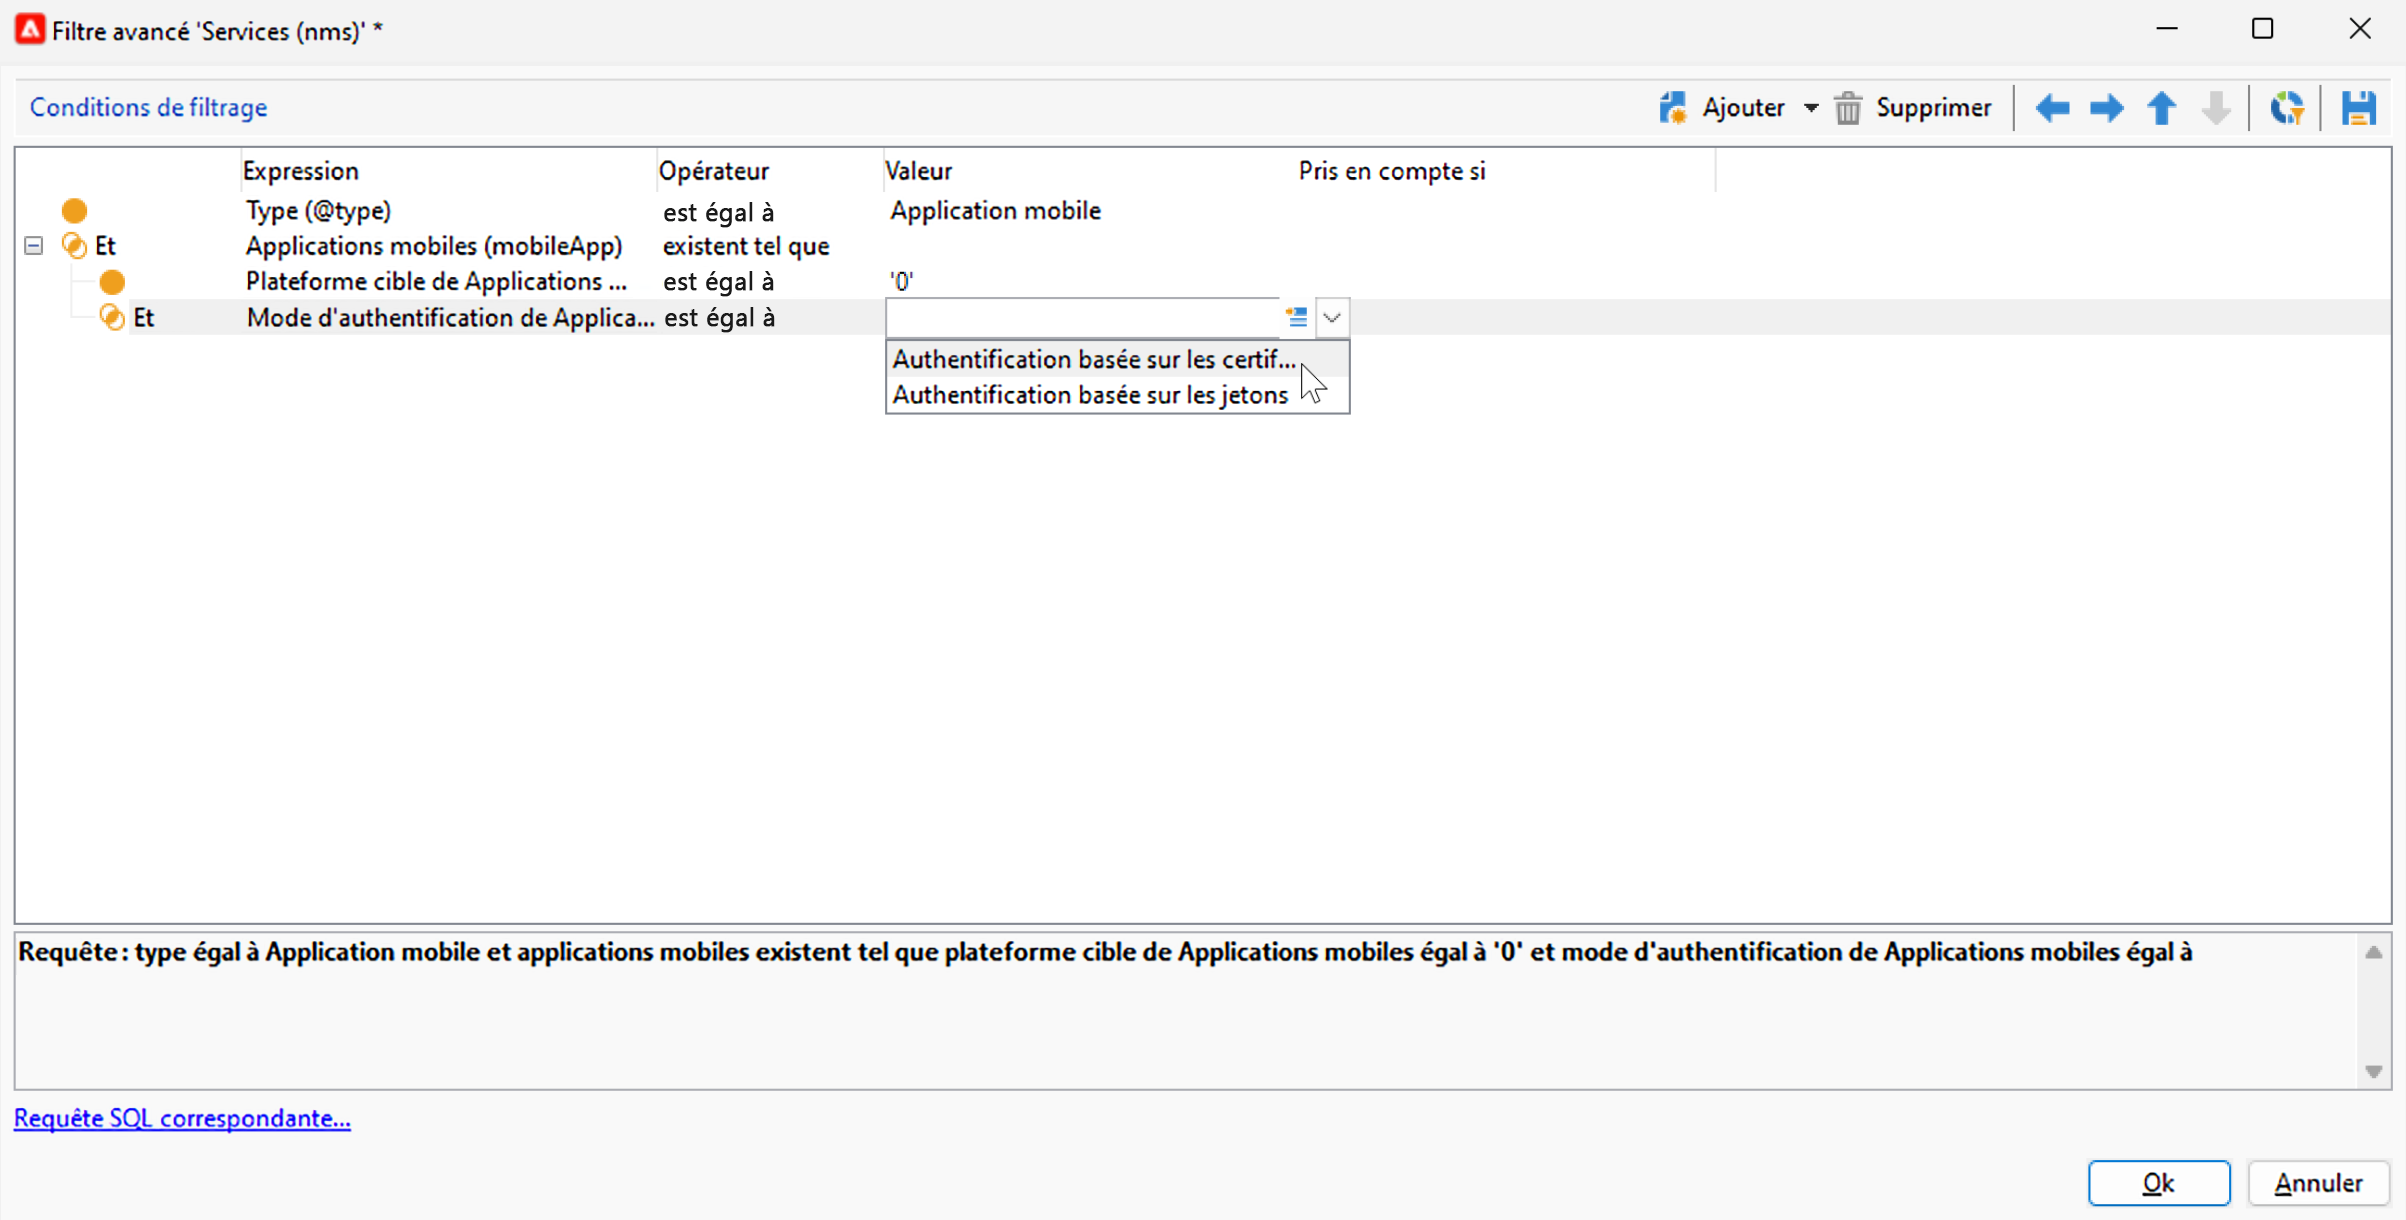 Filtre avancé 'Services (nms)' *
Conditions de filtrage
Ajouter
Supprimer
Expression Opérateur Valeur Pris en compte si
Type (@type) est égal à Application mobile
Et Applications mobiles (mobileApp) existent tel que
Plateforme cible de Applications ... est égal à '0'
Et Mode d'authentification de Applica... est égal à
Authentification basée sur les certif...
Authentification basée sur les jetons
Requête : type égal à Application mobile et applications mobiles existent tel que plateforme cible de Applications mobiles égal à '0' et mode d'authentification de Applications mobiles égal à
Requête SQL correspondante...
Ok
Annuler